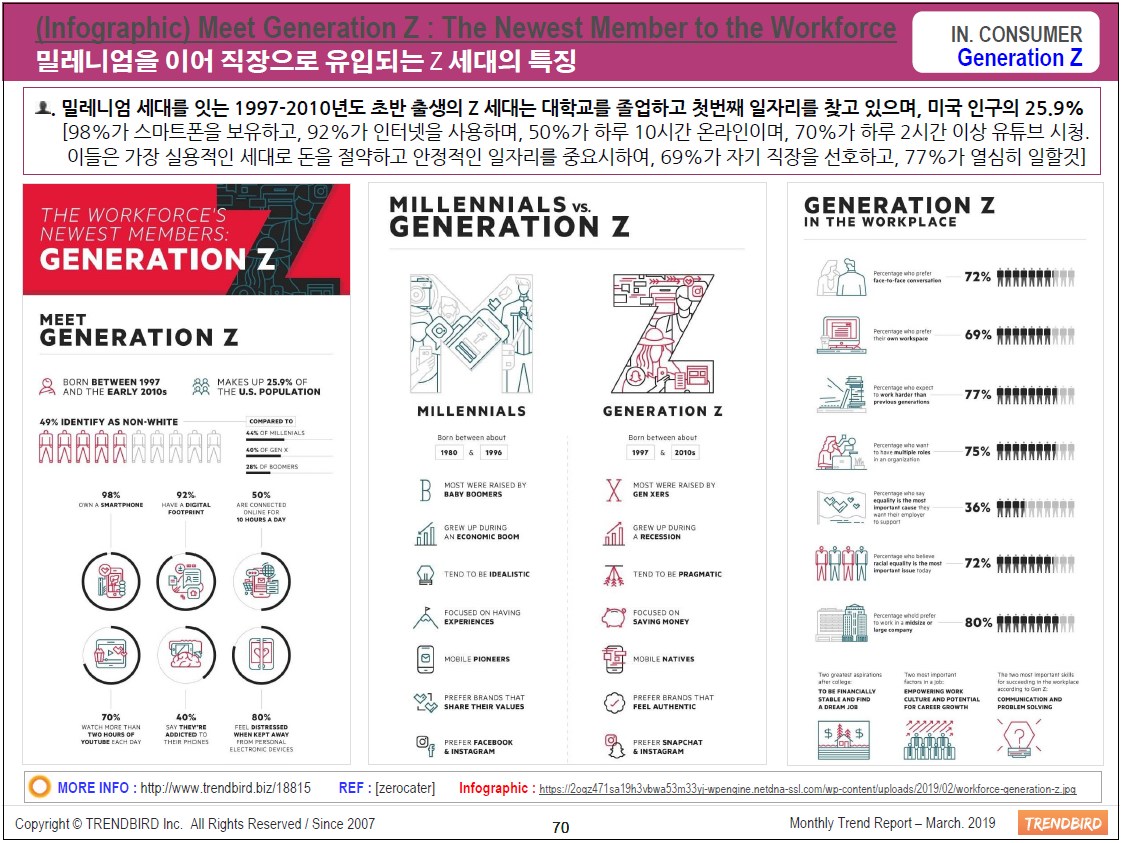 (Infographic) Meet Generation Z : The Newest Member to the Workforce
밀레니엄을 이어 직장으로 유입되는 Z 세대의 특징
IN. CONSUMER
Generation Z
. 밀레니엄 세대를 잇는 1997-2010년도 초반 출생의 Z 세대는 대학교를 졸업하고 첫번째 일자리를 찾고 있으며, 미국 인구의 25.9%
[98%가 스마트폰을 보유하고, 92%가 인터넷을 사용하며, 50%가 하루 10시간 온라인이며, 70%가 하루 2시간 이상 유튜브 시청.
이들은 가장 실용적인 세대로 돈을 절약하고 안정적인 일자리를 중요시하여, 69%가 자기 직장을 선호하고, 77%가 열심히 일할것]
THE WORKFORCE'S
NEWEST MEMBERS:
GENERATION Z
MEET
GENERATION Z
BORN BETWEEN 1997
AND THE EARLY 2010s
MAKES UP 25.9% OF
THE U.S. POPULATION
49% IDENTIFY AS NON-WHITE
COMPARED TO
44% OF MILLENIALS
40% OF GEN X
28% OF BOOMERS
98%
OWN A SMARTPHONE
92%
HAVE A DIGITAL
FOOTPRINT
50%
ARE CONNECTED
ONLINE FOR
10 HOURS A DAY
70%
WATCH MORE THAN
TWO HOURS OF
YOUTUBE EACH DAY
40%
SAY THEY'RE
ADDICTED TO
THEIR PHONES
80%
FEEL DISTRESSED
WHEN KEPT AWAY
FROM PERSONAL
ELECTRONIC DEVICES
MILLENNIALS vs.
GENERATION Z
MILLENNIALS
Born between about
1980 & 1996
B MOST WERE RAISED BY
BABY BOOMERS
GREW UP DURING
AN ECONOMIC BOOM
TEND TO BE IDEALISTIC
FOCUSED ON HAVING
EXPERIENCES
MOBILE PIONEERS
PREFER BRANDS THAT
SHARE THEIR VALUES
PREFER FACEBOOK
& INSTAGRAM
GENERATION Z
Born between about
1997 & 2010s
X MOST WERE RAISED BY
GEN XERS
GREW UP DURING
A RECESSION
TEND TO BE PRAGMATIC
FOCUSED ON
SAVING MONEY
MOBILE NATIVES
PREFER BRANDS THAT
FEEL AUTHENTIC
PREFER SNAPCHAT
& INSTAGRAM
GENERATION Z
IN THE WORKPLACE
Percentage who prefer
face-to-face conversation
72%
Percentage who prefer
their own workspace
69%
Percentage who expect
to work harder than
previous generations
77%
Percentage who want
to have multiple roles
in an organization
75%
Percentage who say
equality is the most
important cause they
want their employer
to support
36%
Percentage who believe
racial equality is the most
important issue today
72%
Percentage who'd prefer
to work in a midsize or
large company
80%
Two greatest aspirations
after college:
TO BE FINANCIALLY
STABLE AND FIND
A DREAM JOB
Two most important
factors in a job:
EMPOWERING WORK
CULTURE AND POTENTIAL
FOR CAREER GROWTH
The two most important skills
for succeeding in the workplace
according to Gen Z:
COMMUNICATION AND
PROBLEM SOLVING
MORE INFO : http://www.trendbird.biz/18815 REF : [zerocater] Infographic : https://2oqz471sa19h3vbwa53m33yj-wpengine.netdna-ssl.com/wp-content/uploads/2019/02/workforce-generation-z.jpg
Copyright © TRENDBIRD Inc. All Rights Reserved / Since 2007
70
Monthly Trend Report – March. 2019
TRENDBIRD